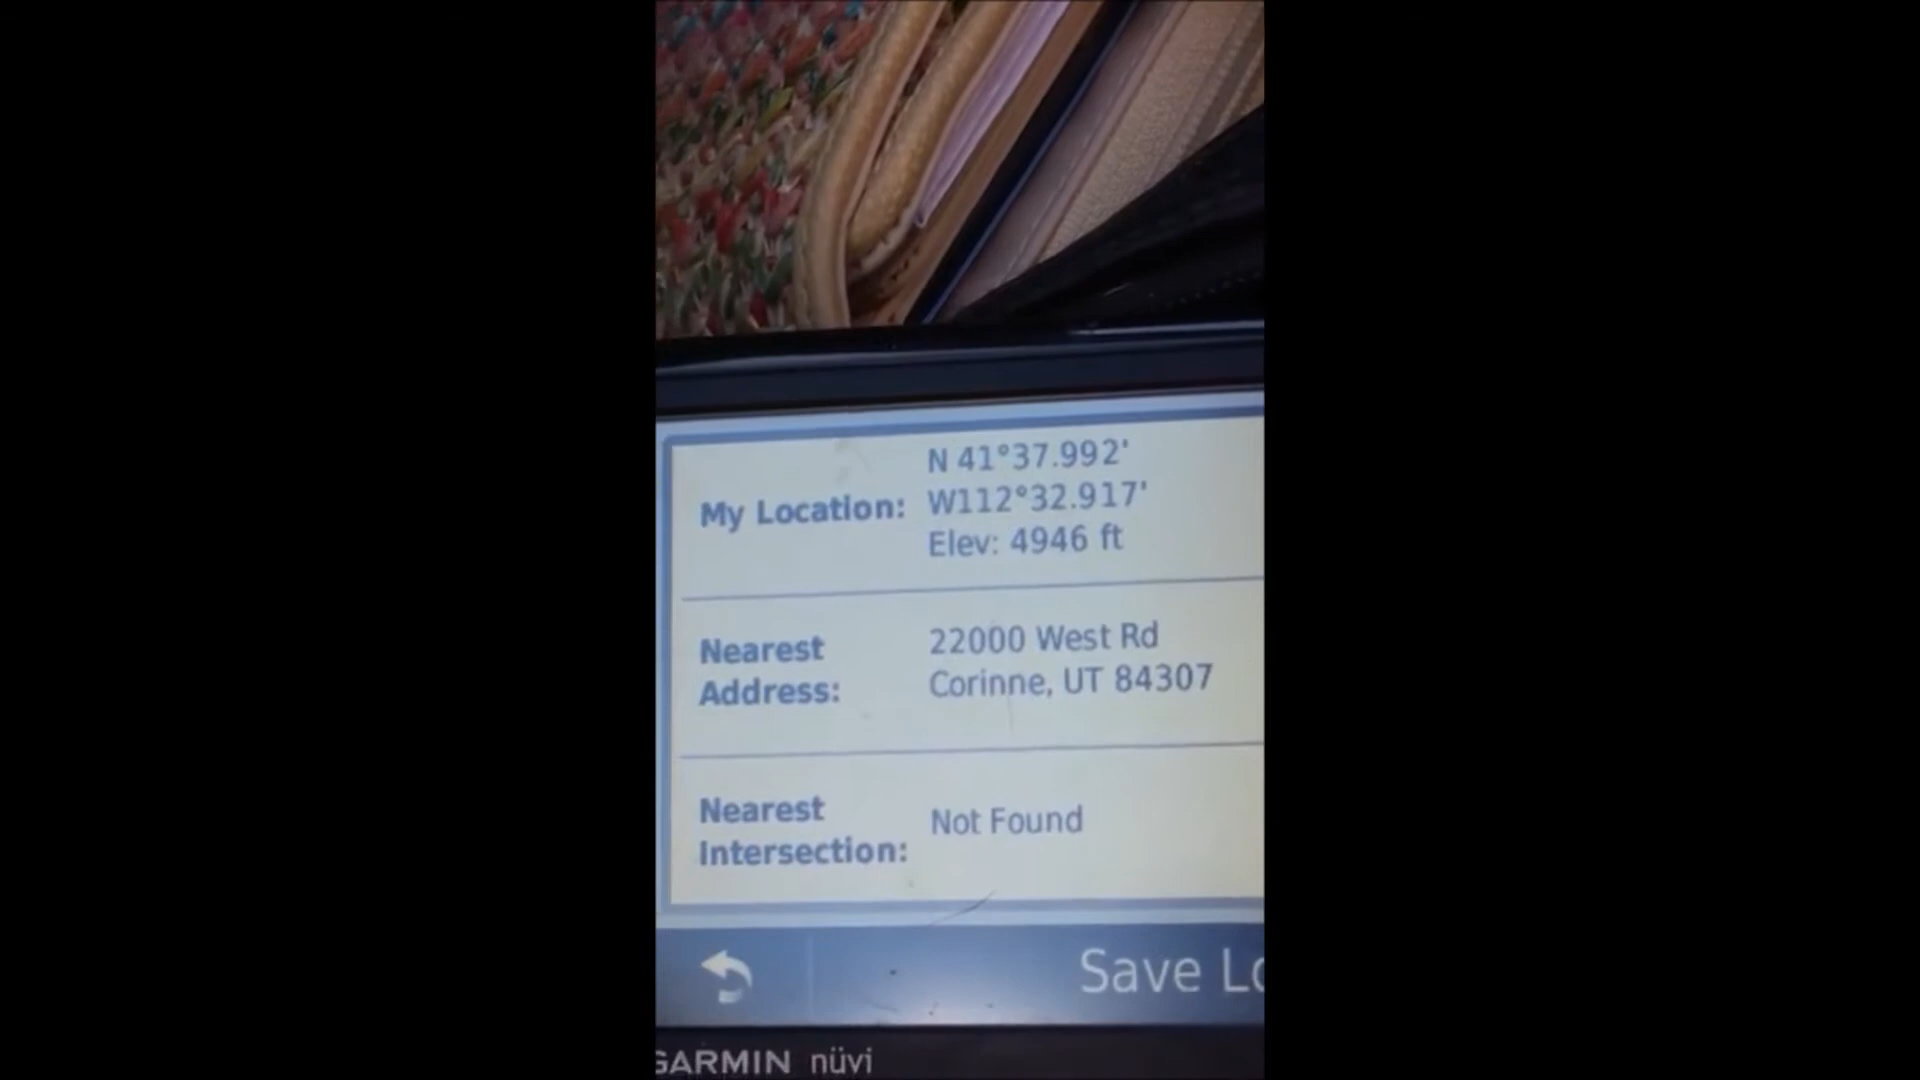 My Location:
N 41°37.992'
W112°32.917'
Elev: 4946 ft
Nearest
Address:
22000 West Rd
Corinne, UT 84307
Nearest
Intersection:
Not Found
Save Lo
GARMIN nüvi